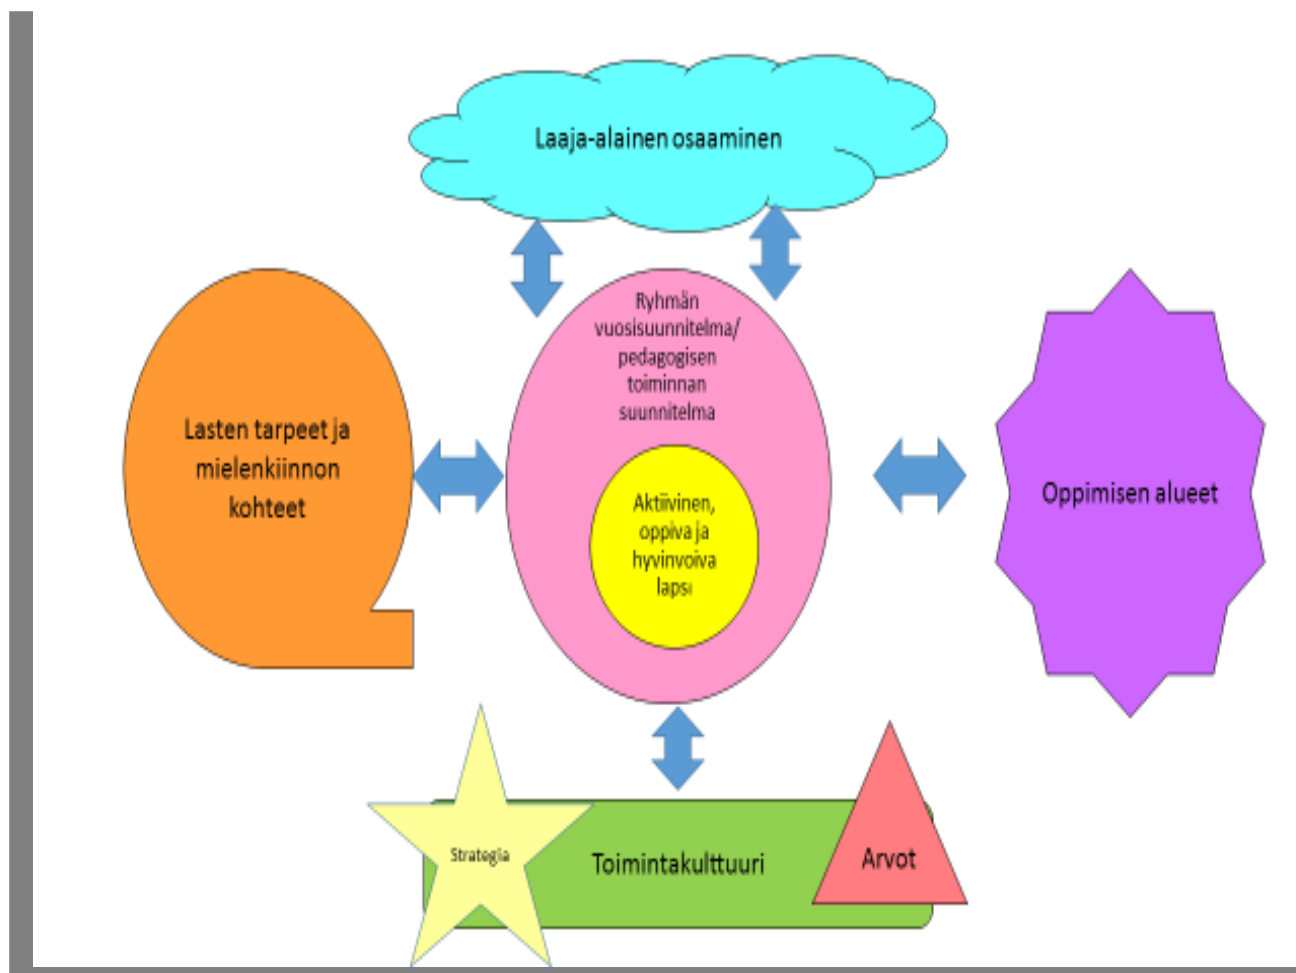 Laaja-alainen osaaminen
Ryhmän
vuosisuunnitelma/
pedagogisen
toiminnan
suunnitelma
Lasten tarpeet ja
mielenkiinnon
kohteet
Aktiivinen,
oppiva ja
hyvinvoiva
lapsi
Oppimisen alueet
Strategia
Toimintakulttuuri
Arvot